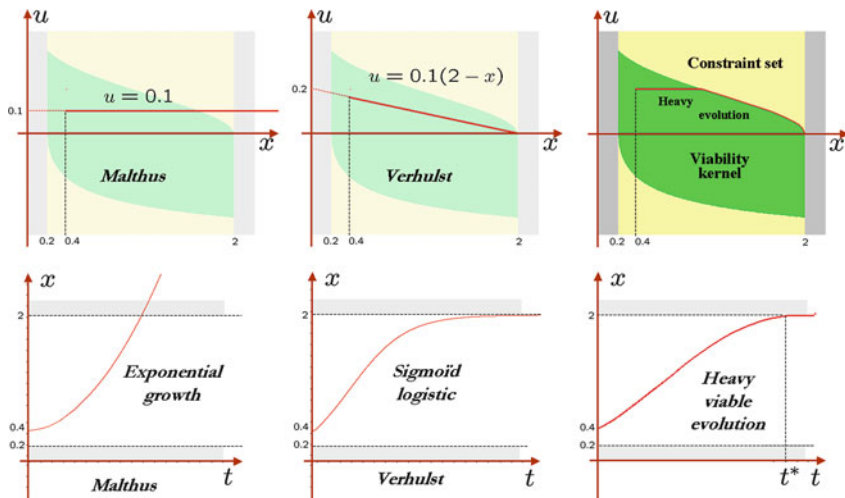 u
u = 0.1
0.1
x
Malthus
0.2
0.4
2
u
u = 0.1(2 − x)
0.2
x
Verhulst
0.2
0.4
2
u
Constraint set
Heavy
evolution
x
Viability
kernel
0.2
0.4
2
x
2
Exponential
growth
0.4
0.2
t
Malthus
x
2
Sigmoïd
logistic
0.4
0.2
t
Verhulst
x
2
Heavy
viable
evolution
0.4
0.2
t*
t